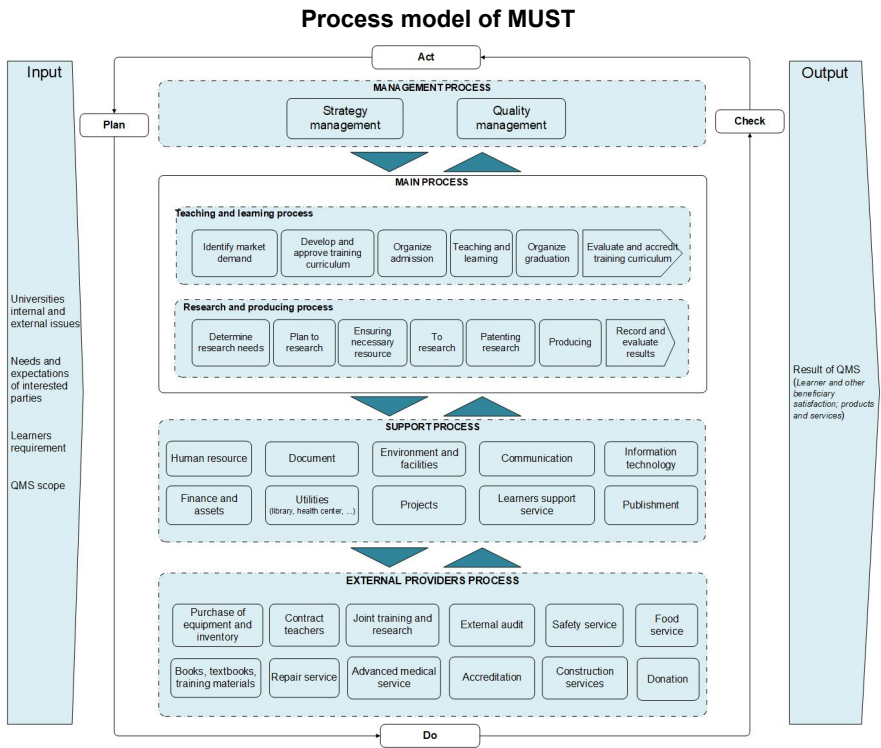 Process model of MUST
Input
Act
Output
Plan
Check
MANAGEMENT PROCESS
Strategy
management
Quality
management
MAIN PROCESS
Teaching and learning process
Identify market
demand
Develop and
approve training
curriculum
Organize
admission
Teaching and
learning
Organize
graduation
Evaluate and accredit
training curriculum
Research and producing process
Determine
research needs
Plan to
research
Ensuring
necessary
resource
To
research
Patenting
research
Producing
Record and
evaluate
results
Universities
internal and
external issues
Needs and
expectations
of interested
parties
Learners
requirement
QMS scope
Result of QMS
(Learner and other
beneficiary
satisfaction; products
and services)
SUPPORT PROCESS
Human resource
Document
Environment and
facilities
Communication
Information
technology
Finance and
assets
Utilities
(library, health center, ...)
Projects
Learners support
service
Publishment
EXTERNAL PROVIDERS PROCESS
Purchase of
equipment and
inventory
Contract
teachers
Joint training and
research
External audit
Safety service
Food
service
Books, textbooks,
training materials
Repair service
Advanced medical
service
Accreditation
Construction
services
Donation
Do